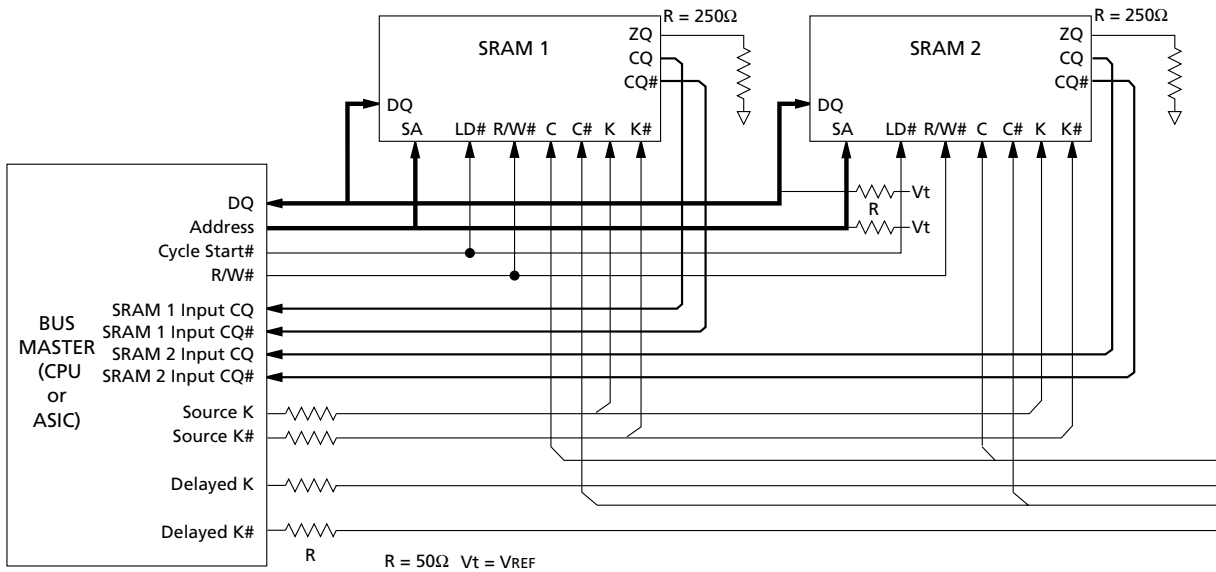 R = 250Ω
R = 250Ω
SRAM 1
ZQ
CQ
CQ#
DQ
SA LD# R/W# C C# K K#
SRAM 2
ZQ
CQ
CQ#
DQ
SA LD# R/W# C C# K K#
Vt
R
Vt
DQ
Address
Cycle Start#
R/W#
SRAM 1 Input CQ
SRAM 1 Input CQ#
SRAM 2 Input CQ
SRAM 2 Input CQ#
BUS
MASTER
(CPU
or
ASIC)
Source K
Source K#
Delayed K
Delayed K#
R
R = 50Ω Vt = VREF